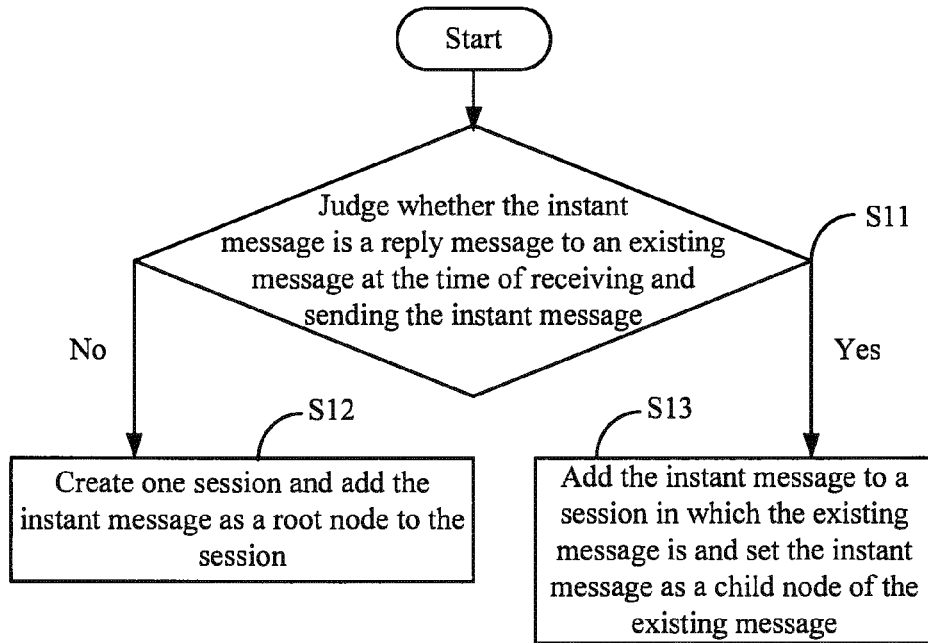 Start
Judge whether the instant
message is a reply message to an existing
message at the time of receiving and
sending the instant message
S11
No
Yes
S12
S13
Create one session and add the
instant message as a root node to the
session
Add the instant message to a
session in which the existing
message is and set the instant
message as a child node of the
existing message